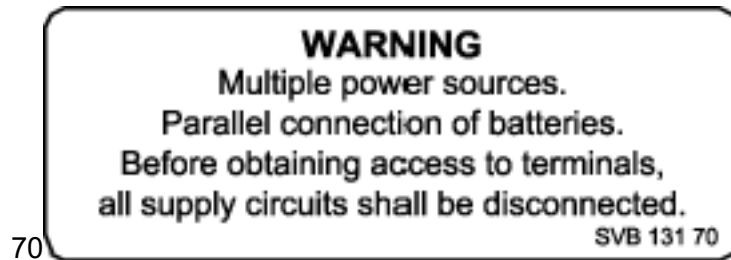 WARNING
Multiple power sources.
Parallel connection of batteries.
Before obtaining access to terminals,
all supply circuits shall be disconnected.
SVB 131 70
70